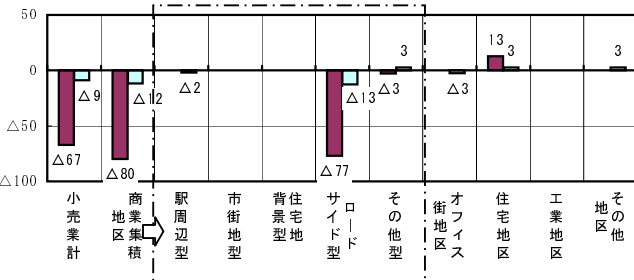 50
0
△50
△100
△67
△9
△80
△12
△2
△77
△13
△3
3
△3
13
3
3
小売業計
商業集積
地区
駅周辺型
市街地型
住宅地
背景型
ロード
サイド型
その他型
オフィス
街地区
住宅地区
工業地区
その他
地区